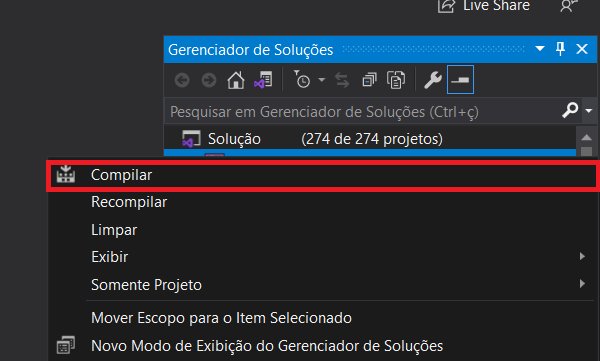 Live Share
Gerenciador de Soluções
Pesquisar em Gerenciador de Soluções (Ctrl+ç)
Solução (274 de 274 projetos)
Compilar
Recompilar
Limpar
Exibir
Somente Projeto
Mover Escopo para o Item Selecionado
Novo Modo de Exibição do Gerenciador de Soluções